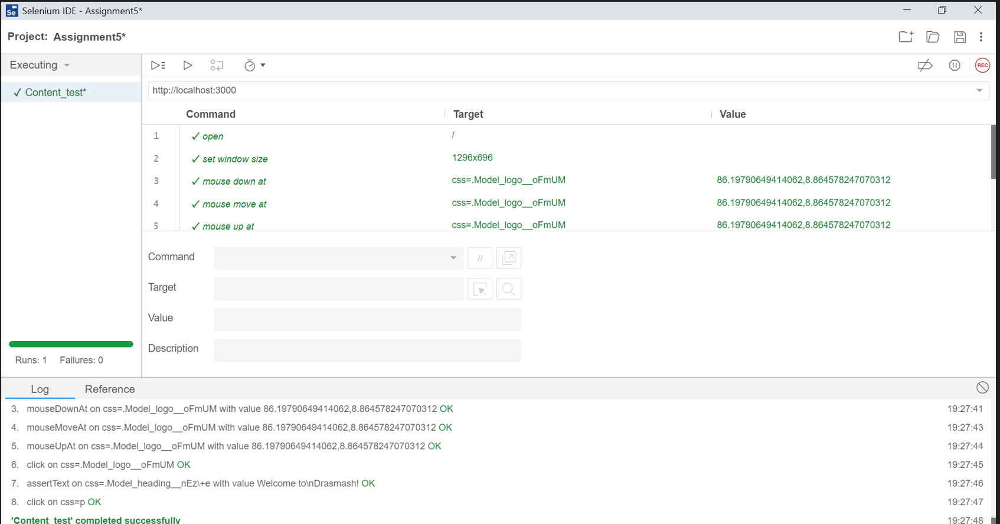 Se Selenium IDE - Assignment5*
Project: Assignment5*
Executing
REC
✓ Content_test*
http://localhost:3000
Command Target Value
1 ✓ open /
2 ✓ set window size 1296x696
3 ✓ mouse down at css=.Model_logo__oFmUM 86.19790649414062,8.864578247070312
4 ✓ mouse move at css=.Model_logo__oFmUM 86.19790649414062,8.864578247070312
5 ✓ mouse up at css=.Model_logo__oFmUM 86.19790649414062,8.864578247070312
Command //
Target
Value
Description
Runs: 1 Failures: 0
Log Reference
3. mouseDownAt on css=.Model_logo__oFmUM with value 86.19790649414062,8.864578247070312 OK 19:27:41
4. mouseMoveAt on css=.Model_logo__oFmUM with value 86.19790649414062,8.864578247070312 OK 19:27:43
5. mouseUpAt on css=.Model_logo__oFmUM with value 86.19790649414062,8.864578247070312 OK 19:27:44
6. click on css=.Model_logo__oFmUM OK 19:27:45
7. assertText on css=.Model_heading__nEz\+e with value Welcome to\nDrasmash! OK 19:27:46
8. click on css=p OK 19:27:47
'Content_test' completed successfully 19:27:48